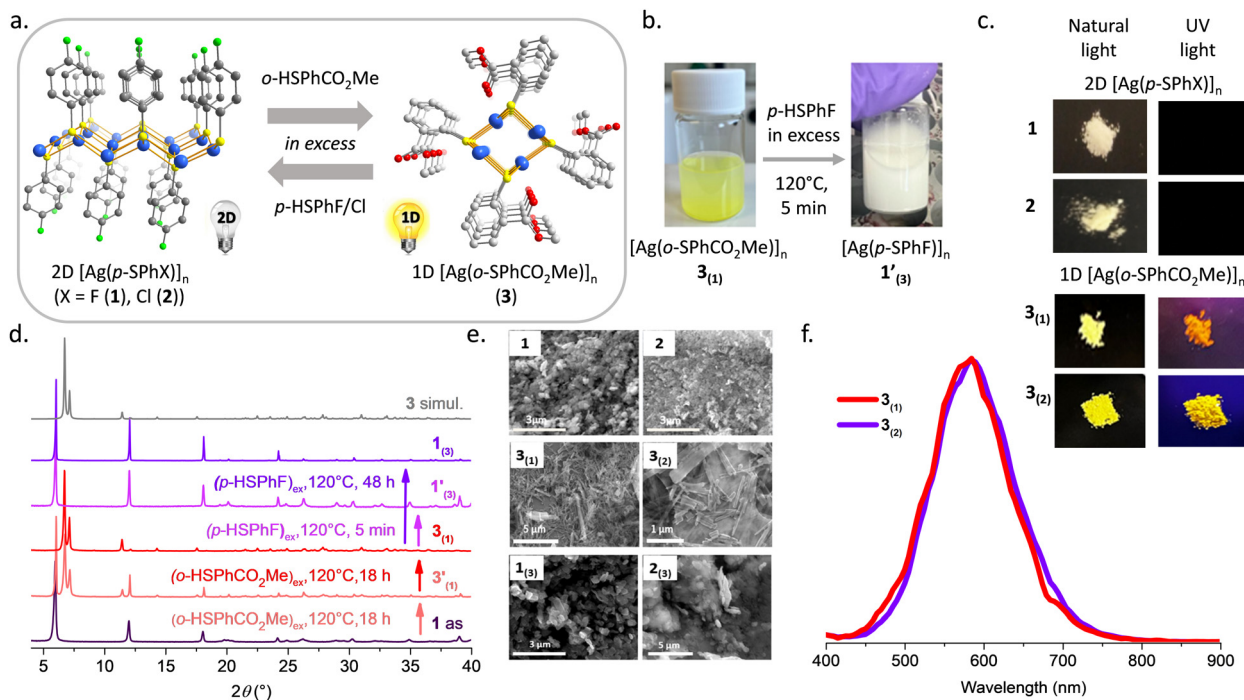 a.
o-HSPhCO₂Me
in excess
p-HSPhF/Cl
2D
1D
2D [Ag(p-SPhX)]ₙ
(X = F (1), Cl (2))
1D [Ag(o-SPhCO₂Me)]ₙ
(3)
b.
p-HSPhF
in excess
120°C,
5 min
[Ag(o-SPhCO₂Me)]ₙ
3₍₁₎
[Ag(p-SPhF)]ₙ
1'₍₃₎
c.
Natural light
UV light
2D [Ag(p-SPhX)]ₙ
1
2
1D [Ag(o-SPhCO₂Me)]ₙ
3₍₁₎
3₍₂₎
d.
3 simul.
1₍₃₎
(p-HSPhF)ₑₓ,120°C, 48 h
1'₍₃₎
(p-HSPhF)ₑₓ,120°C, 5 min
3₍₁₎
(o-HSPhCO₂Me)ₑₓ,120°C,18 h
3'₍₁₎
(o-HSPhCO₂Me)ₑₓ,120°C,18 h
1 as
5 10 15 20 25 30 35 40
2θ (°)
e.
1
3μm
2
3μm
3₍₁₎
5 μm
3₍₂₎
1 μm
1₍₃₎
3 μm
2₍₃₎
5 μm
f.
3₍₁₎
3₍₂₎
400 500 600 700 800 900
Wavelength (nm)